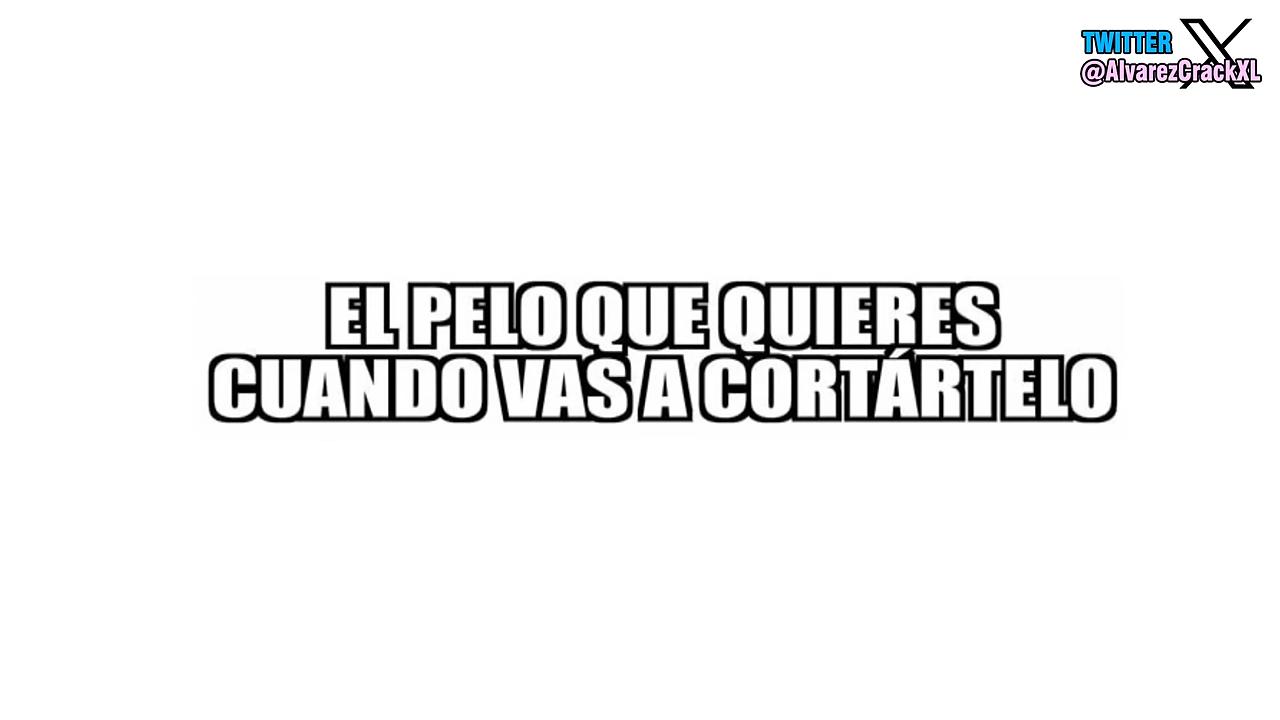 TWITTER
@AlvarezCrackXL
EL PELO QUE QUIERES
CUANDO VAS A CORTÁRTELO